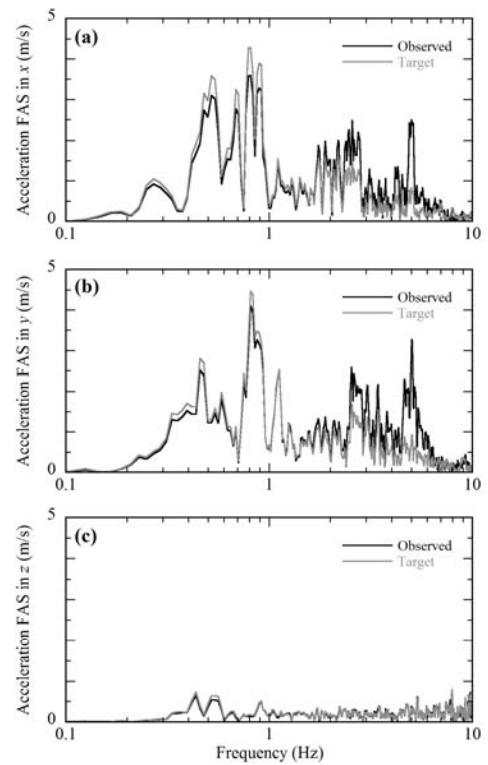 5
(a)
Observed
Target
Acceleration FAS in x (m/s)
0
0.1
1
10
5
(b)
Observed
Target
Acceleration FAS in y (m/s)
0
0.1
1
10
5
(c)
Observed
Target
Acceleration FAS in z (m/s)
0
0.1
1
10
Frequency (Hz)